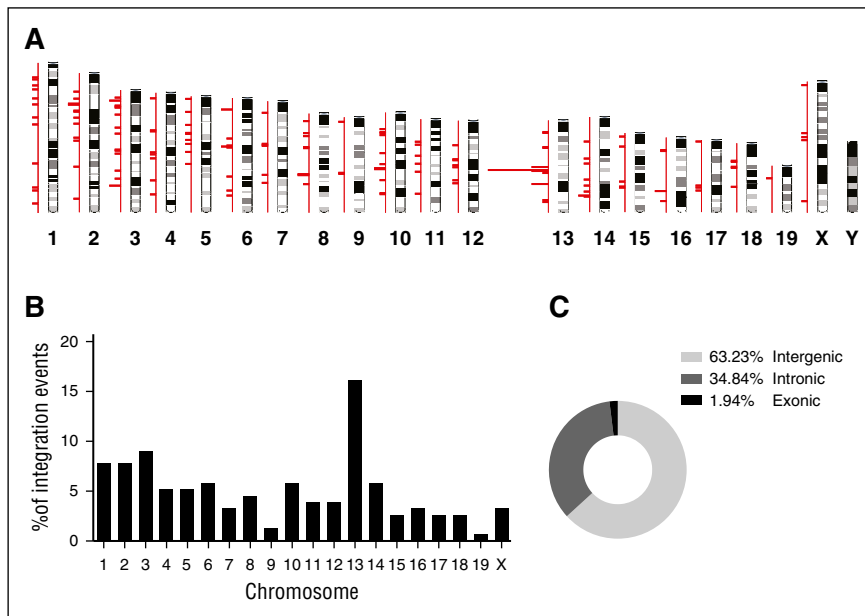 A
1 2 3 4 5 6 7 8 9 10 11 12 13 14 15 16 17 18 19 X Y
B
%of integration events
20
15
10
5
0
1 2 3 4 5 6 7 8 9 10 11 12 13 14 15 16 17 18 19 X
Chromosome
C
63.23% Intergenic
34.84% Intronic
1.94% Exonic